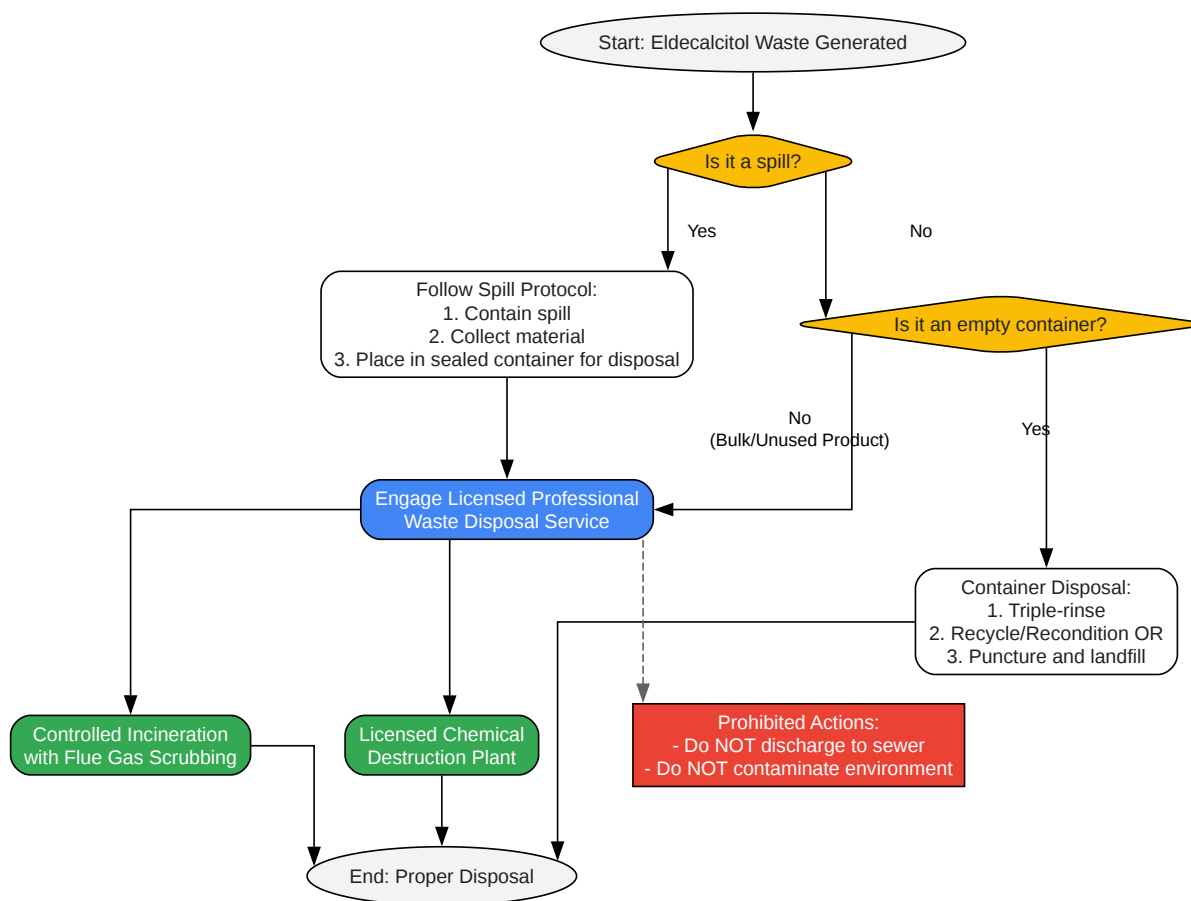 Start: Eldecalcitol Waste Generated
Is it a spill?
Yes
No
Follow Spill Protocol:
1. Contain spill
2. Collect material
3. Place in sealed container for disposal
Is it an empty container?
No
(Bulk/Unused Product)
Yes
Engage Licensed Professional
Waste Disposal Service
Container Disposal:
1. Triple-rinse
2. Recycle/Recondition OR
3. Puncture and landfill
Controlled Incineration
with Flue Gas Scrubbing
Licensed Chemical
Destruction Plant
Prohibited Actions:
- Do NOT discharge to sewer
- Do NOT contaminate environment
End: Proper Disposal